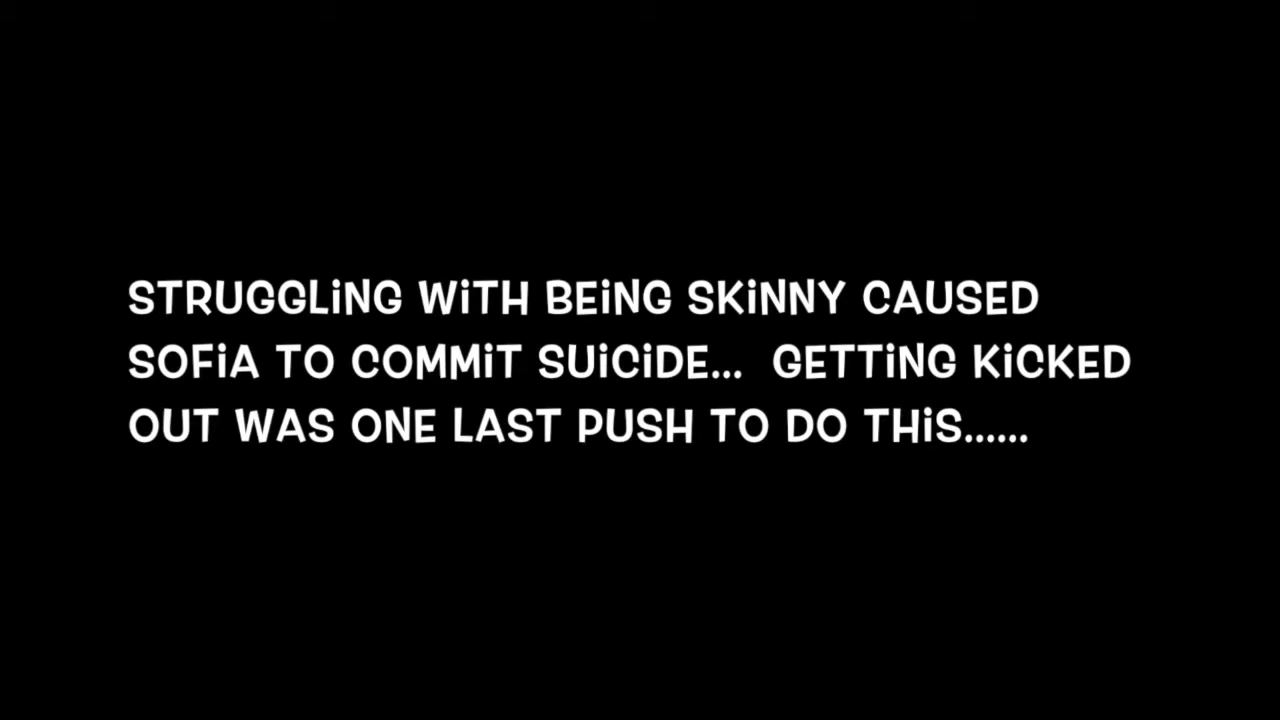 STRUGGLiNG WiTH BEiNG SKiNNY CAUSED
SOFiA TO COMMiT SUiCiDE...  GETTiNG KiCKED
OUT WAS ONE LAST PUSH TO DO THiS......